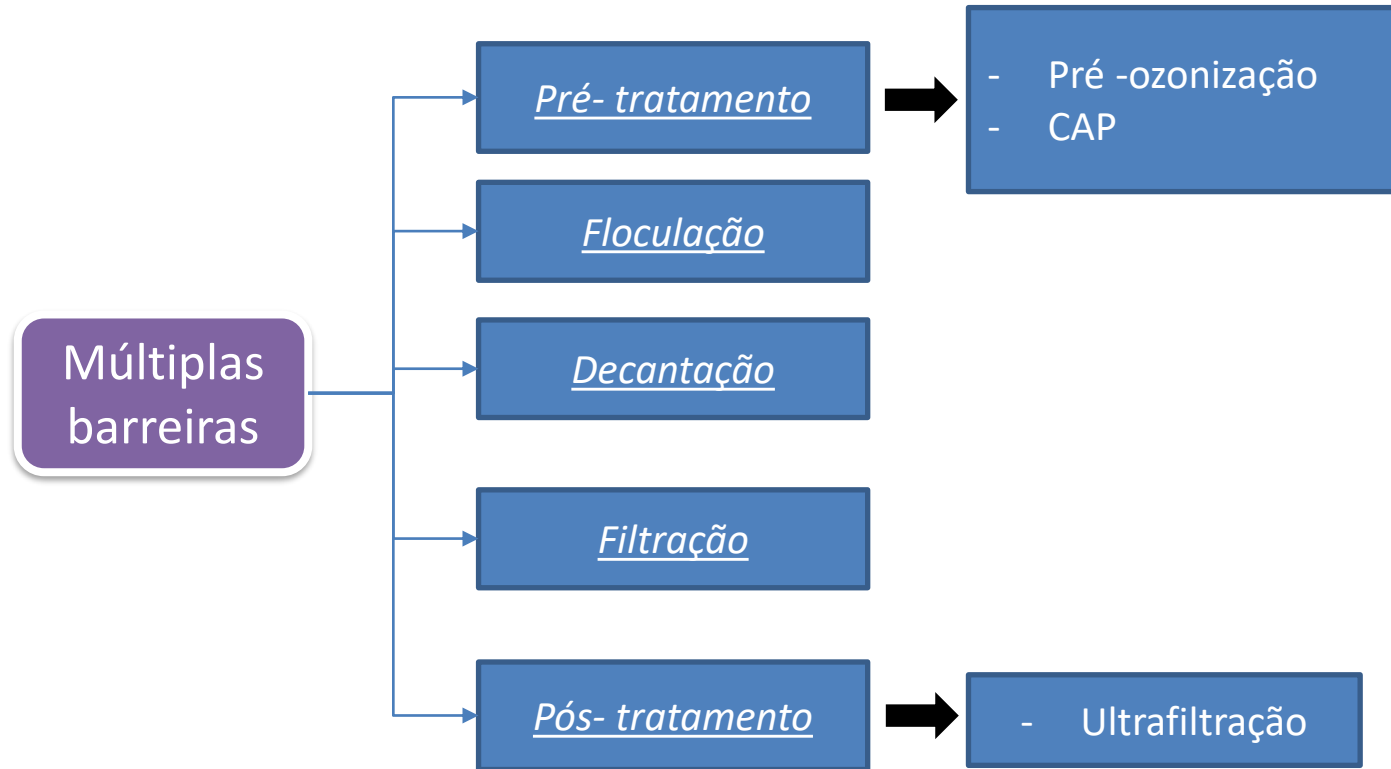 Pré- tratamento
- Pré -ozonização
- CAP
Floculação
Múltiplas
barreiras
Decantação
Filtração
Pós- tratamento
- Ultrafiltração